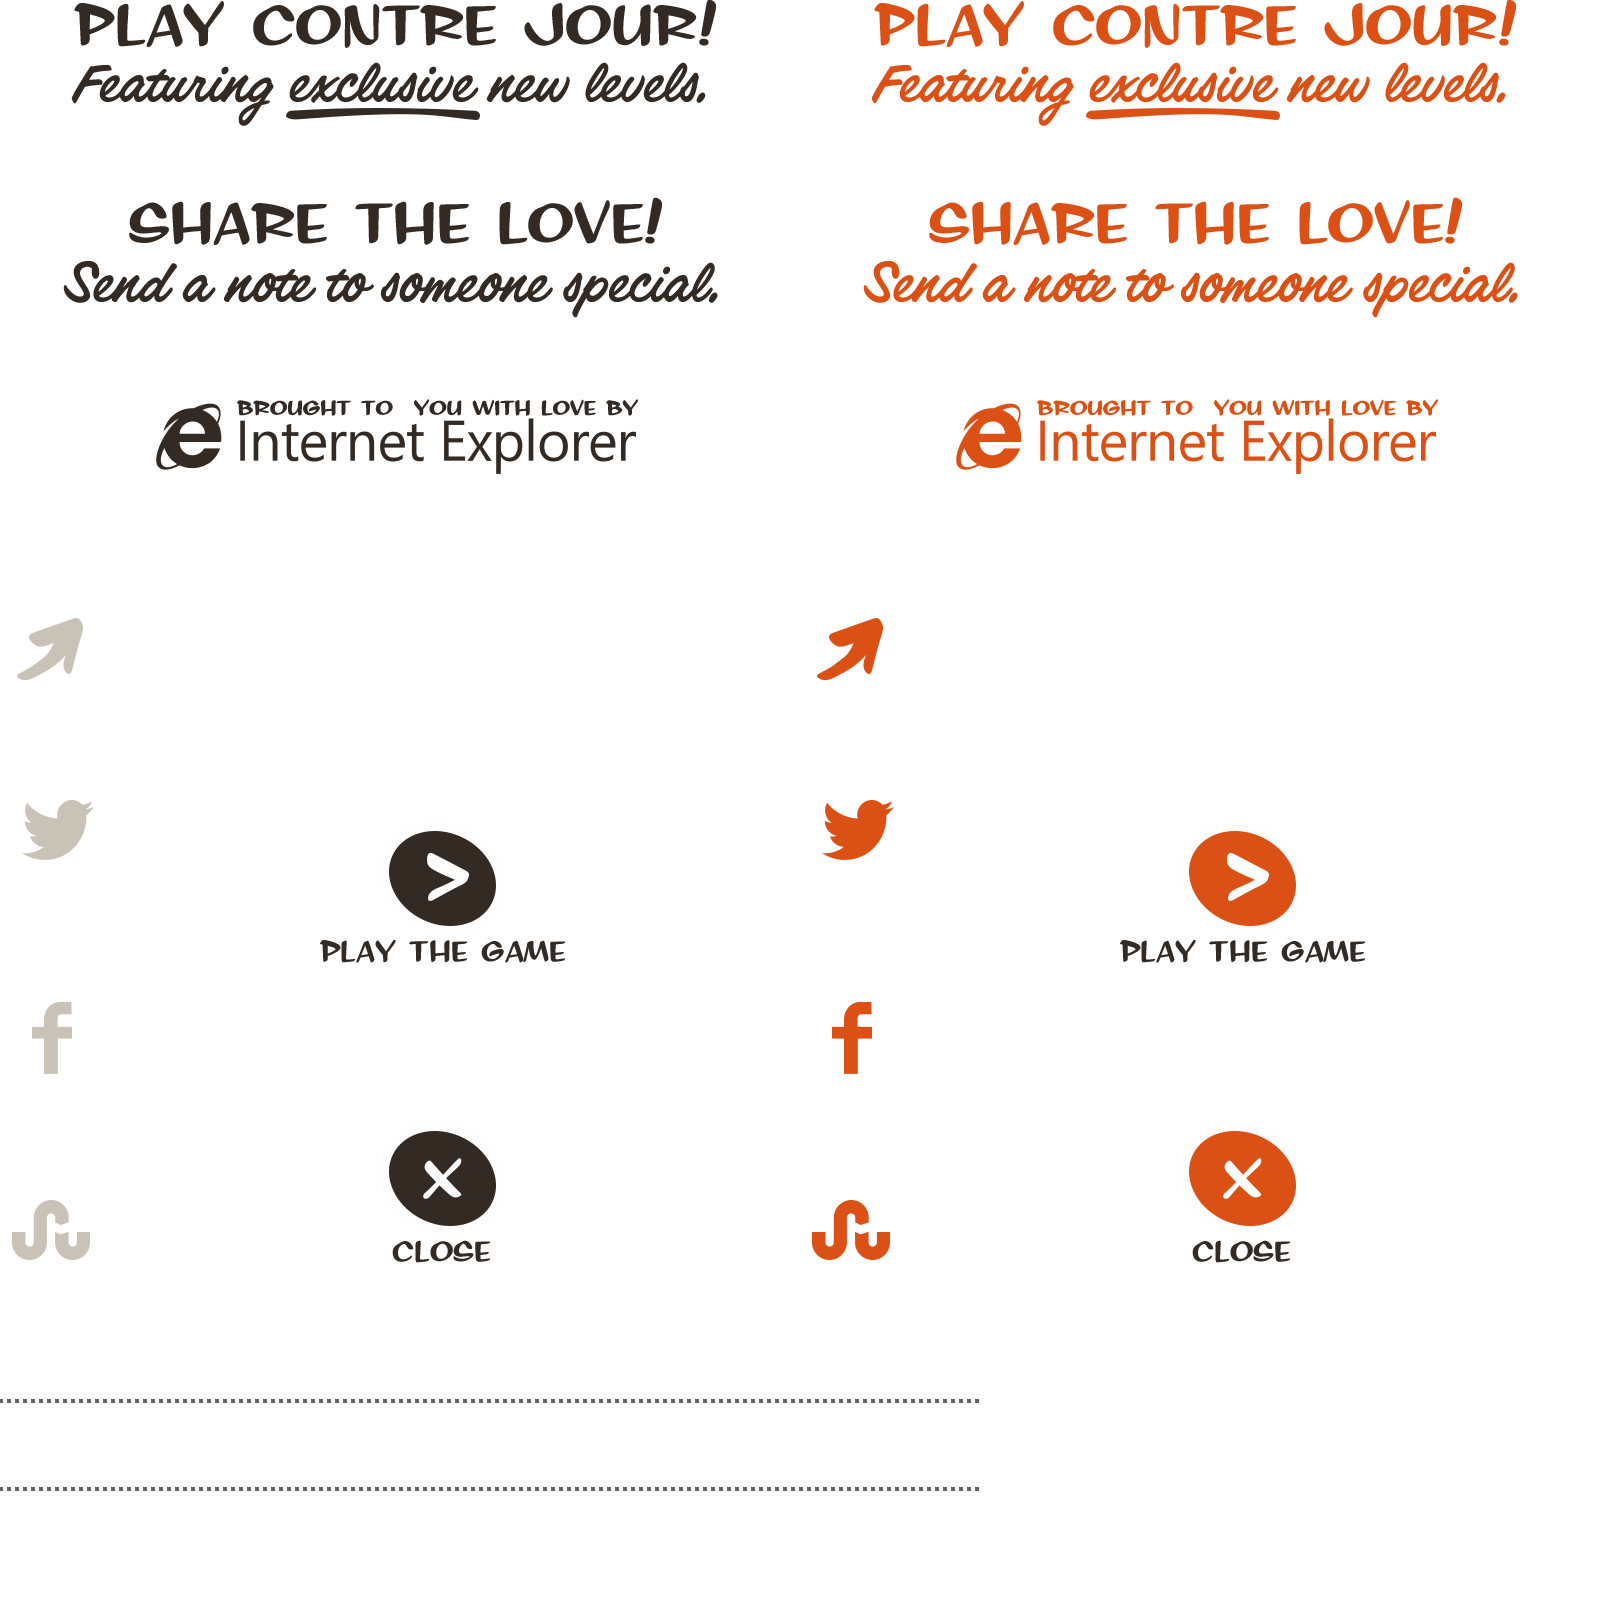 PLAY CONTRE JOUR! PLAY CONTRE JOUR!
Featuring exclusive new levels. Featuring exclusive new levels.
SHARE THE LOVE! SHARE THE LOVE!
Send a note to someone special. Send a note to someone special.
BROUGHT TO YOU WITH LOVE BY BROUGHT TO YOU WITH LOVE BY
Internet Explorer Internet Explorer
PLAY THE GAME PLAY THE GAME
CLOSE CLOSE